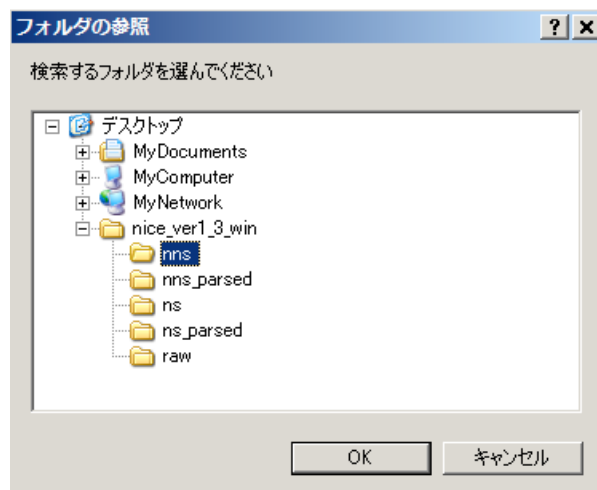 フォルダの参照
検索するフォルダを選んでください
デスクトップ
MyDocuments
MyComputer
MyNetwork
nice_ver1_3_win
nns
nns_parsed
ns
ns_parsed
raw
OK キャンセル